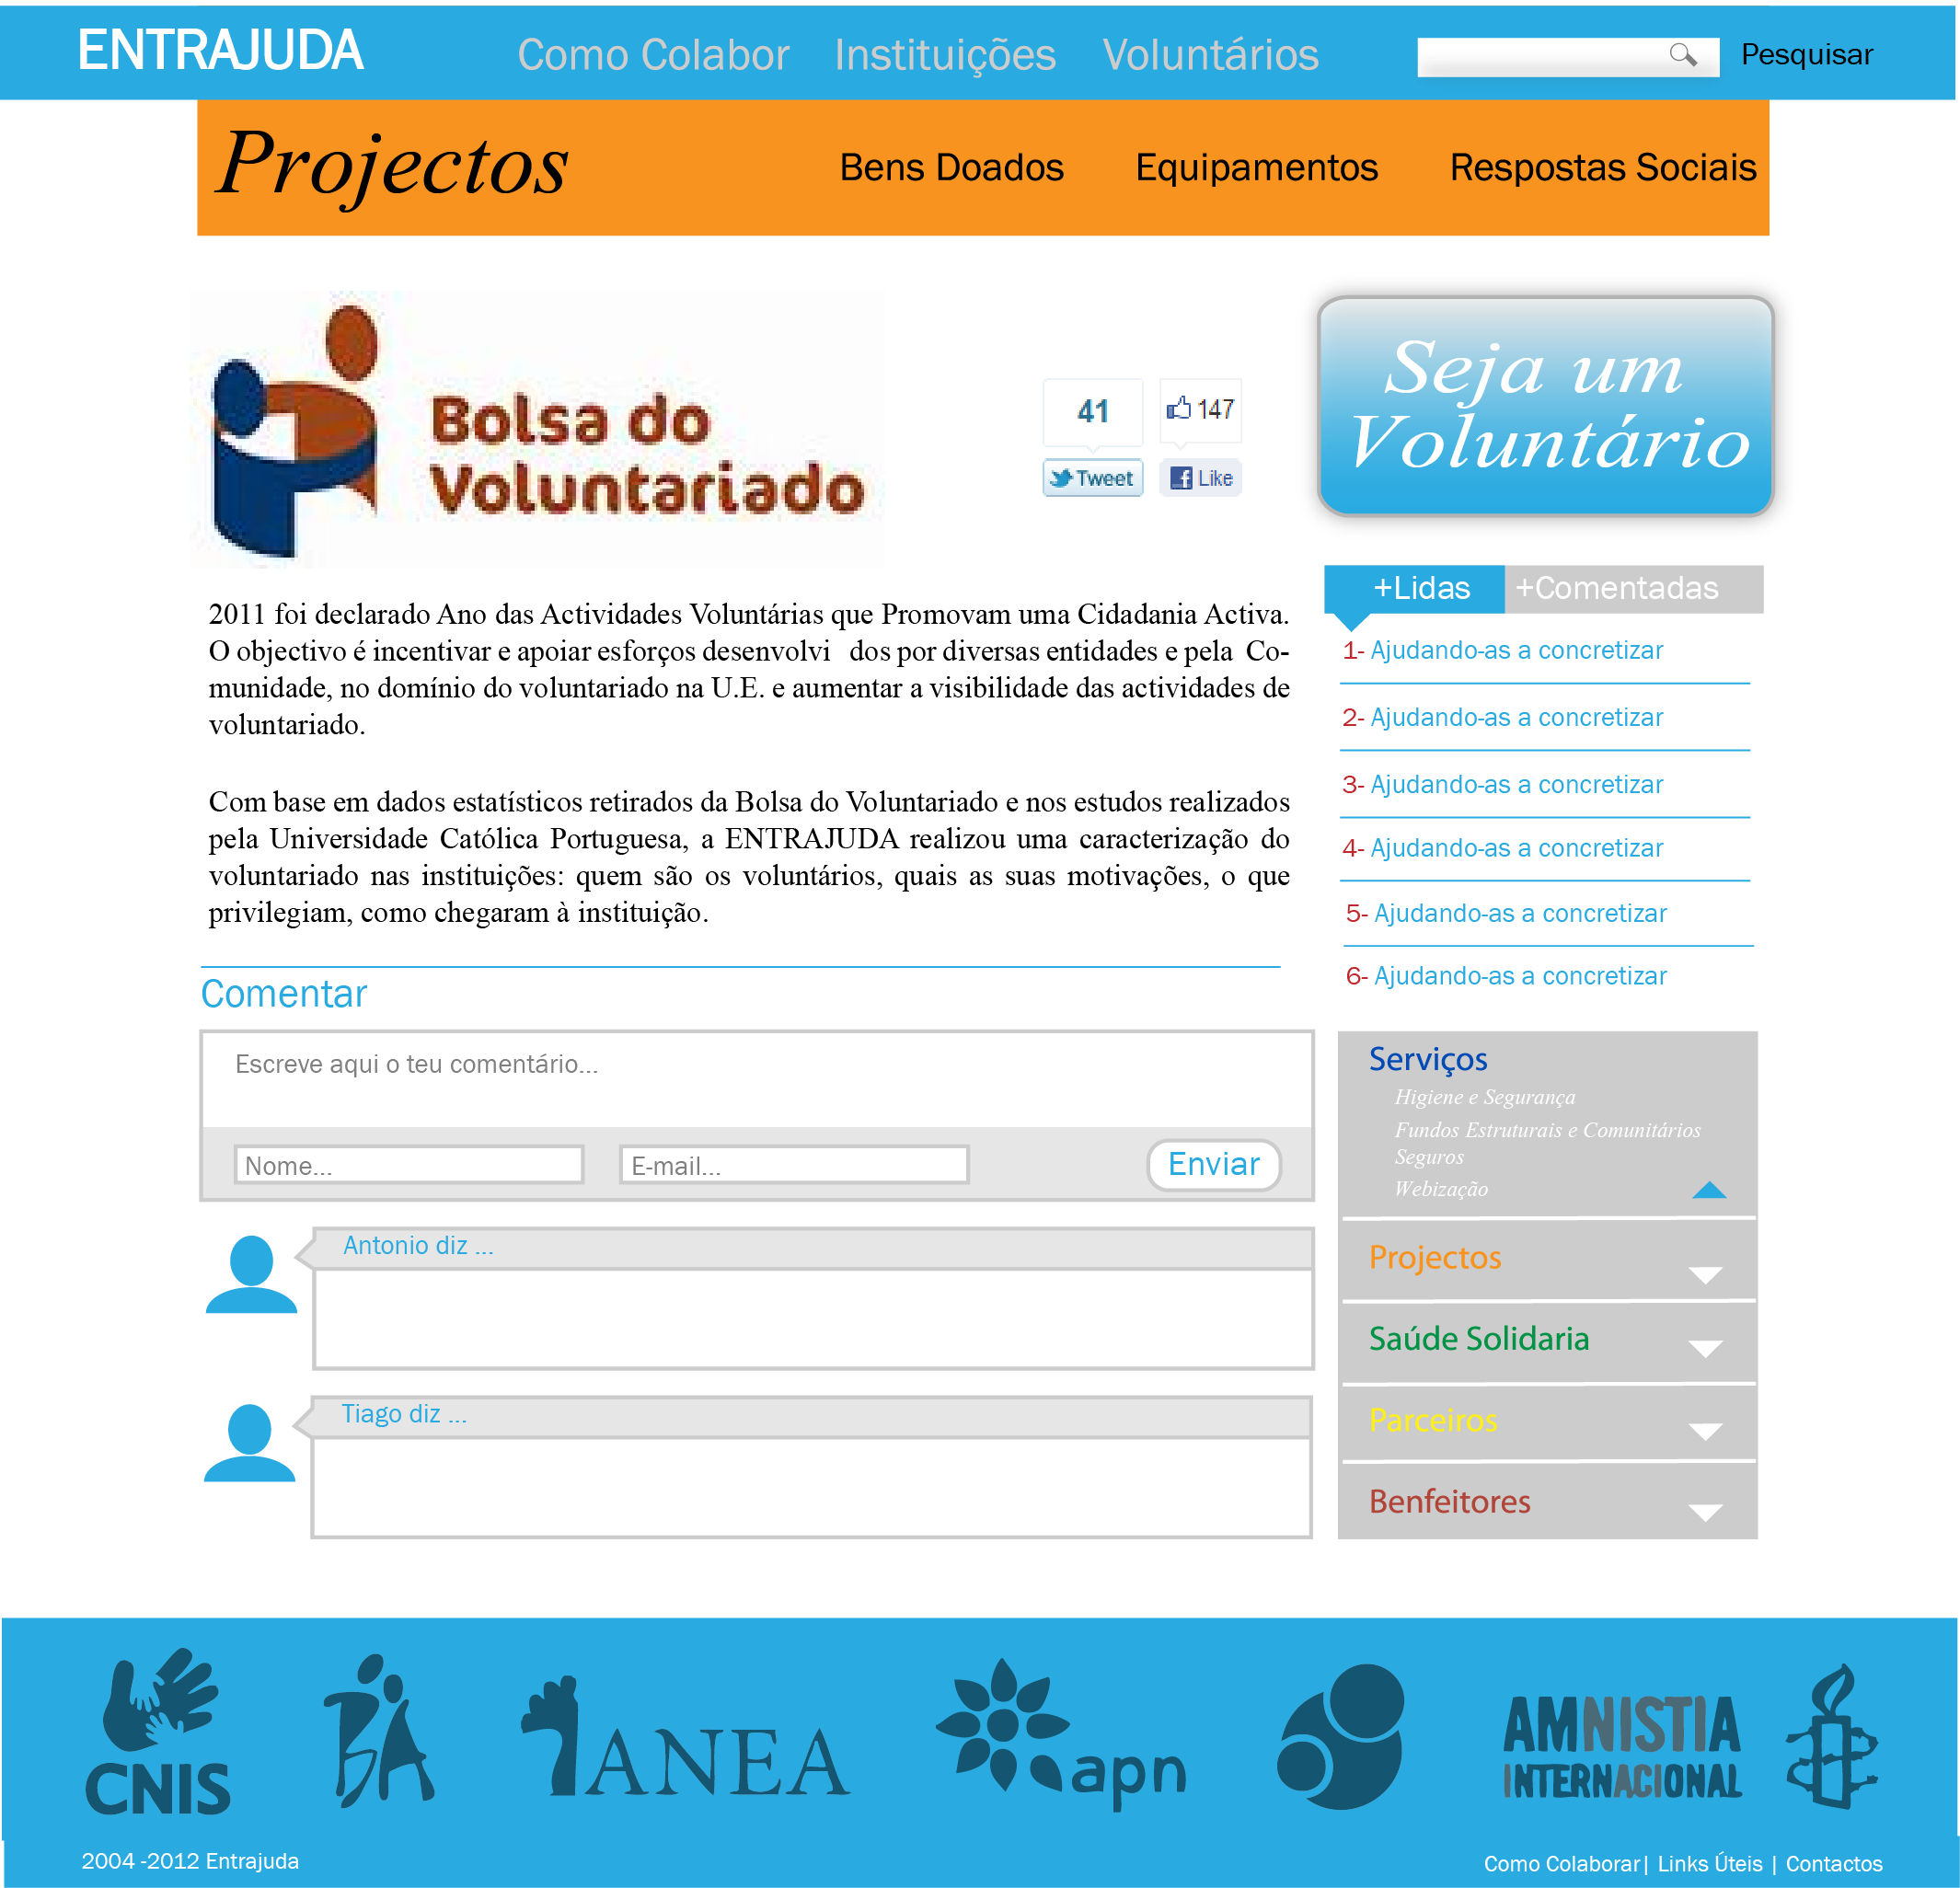 ENTRAJUDA
Como Colabor Instituições Voluntários
Pesquisar
Projectos
Bens Doados Equipamentos Respostas Sociais
Bolsa do
Voluntariado
41
Tweet
147
Like
Seja um
Voluntário
2011 foi declarado Ano das Actividades Voluntárias que Promovam uma Cidadania Activa.
O objectivo é incentivar e apoiar esforços desenvolvi dos por diversas entidades e pela Co-
munidade, no domínio do voluntariado na U.E. e aumentar a visibilidade das actividades de
voluntariado.
Com base em dados estatísticos retirados da Bolsa do Voluntariado e nos estudos realizados
pela Universidade Católica Portuguesa, a ENTRAJUDA realizou uma caracterização do
voluntariado nas instituições: quem são os voluntários, quais as suas motivações, o que
privilegiam, como chegaram à instituição.
+Lidas +Comentadas
1- Ajudando-as a concretizar
2- Ajudando-as a concretizar
3- Ajudando-as a concretizar
4- Ajudando-as a concretizar
5- Ajudando-as a concretizar
6- Ajudando-as a concretizar
Comentar
Escreve aqui o teu comentário...
Nome... E-mail... Enviar
Antonio diz ...
Tiago diz ...
Serviços
Higiene e Segurança
Fundos Estruturais e Comunitários
Seguros
Webização
Projectos
Saúde Solidaria
Parceiros
Benfeitores
CNIS
BA
ANEA
apn
AMNISTIA
INTERNACIONAL
2004 -2012 Entrajuda
Como Colaborar| Links Úteis | Contactos